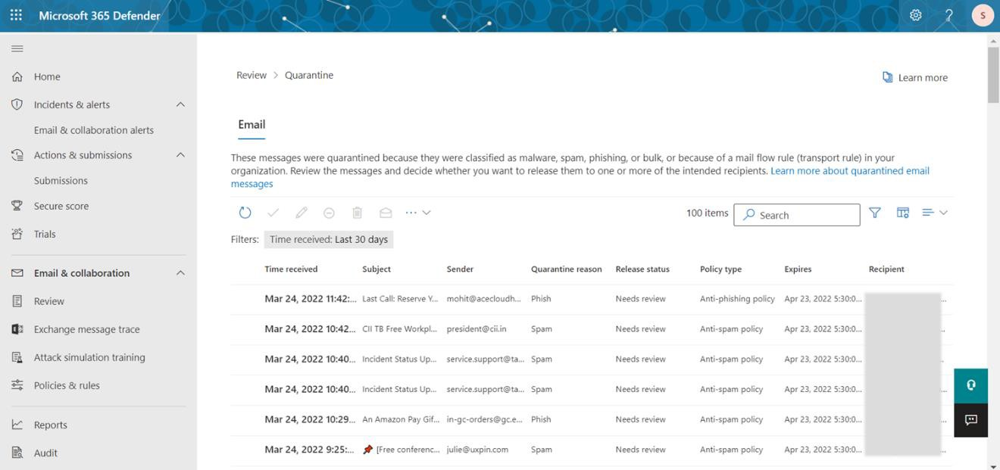 Microsoft 365 Defender
S
Home
Incidents & alerts
Email & collaboration alerts
Actions & submissions
Submissions
Secure score
Trials
Email & collaboration
Review
Exchange message trace
Attack simulation training
Policies & rules
Reports
Audit
Review > Quarantine
Learn more
Email
These messages were quarantined because they were classified as malware, spam, phishing, or bulk, or because of a mail flow rule (transport rule) in your
organization. Review the messages and decide whether you want to release them to one or more of the intended recipients. Learn more about quarantined email
messages
100 items Search
Filters: Time received: Last 30 days
Time received Subject Sender Quarantine reason Release status Policy type Expires Recipient
Mar 24, 2022 11:42:... Last Call: Reserve Y... mohit@acecloudh... Phish Needs review Anti-phishing policy Apr 23, 2022 5:30:0... ...
Mar 24, 2022 10:42... CII TB Free Workpl... president@cii.in Spam Needs review Anti-spam policy Apr 23, 2022 5:30:0... ...
Mar 24, 2022 10:40... Incident Status Up... service.support@ta... Spam Needs review Anti-spam policy Apr 23, 2022 5:30:0... ...
Mar 24, 2022 10:40... Incident Status Up... service.support@ta... Spam Needs review Anti-spam policy Apr 23, 2022 5:30:0... ...
Mar 24, 2022 10:29... An Amazon Pay Gif... in-gc-orders@gc.e... Phish Needs review Anti-spam policy Apr 23, 2022 5:30:0... ...
Mar 24, 2022 9:25:... 📌 [Free conferenc... julie@uxpin.com Spam Needs review Anti-spam policy Apr 23, 2022 5:30:0... ...